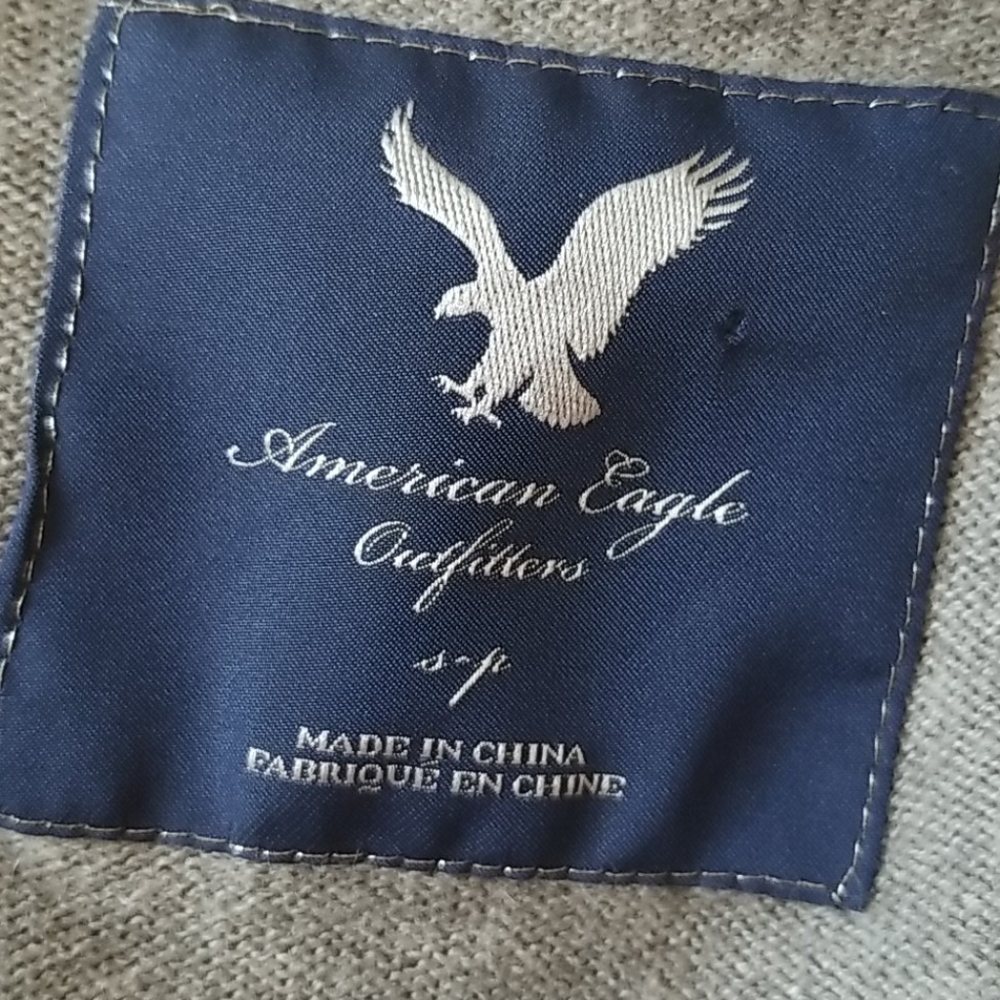 American Eagle
Outfitters
s-p
MADE IN CHINA
FABRIQUÉ EN CHINE